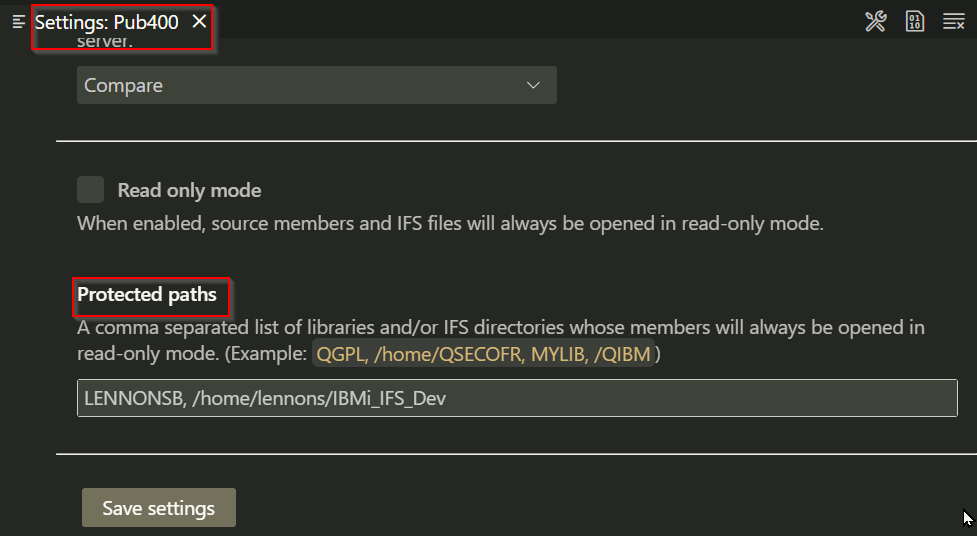 Settings: Pub400
server.
Compare
Read only mode
When enabled, source members and IFS files will always be opened in read-only mode.
Protected paths
A comma separated list of libraries and/or IFS directories whose members will always be opened in
read-only mode. (Example: QGPL, /home/QSECOFR, MYLIB, /QIBM)
LENNONSB, /home/lennons/IBMi_IFS_Dev
Save settings